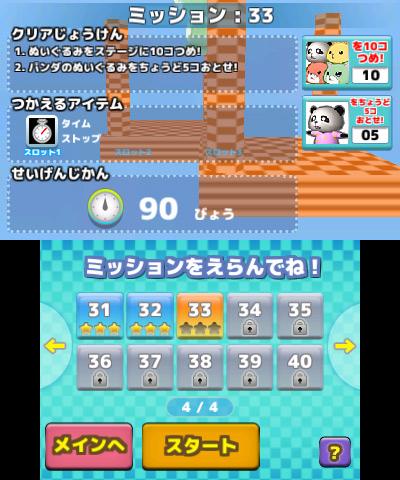 ミッション：33
クリアじょうけん
1. ぬいぐるみをステージに10コつめ!
2. パンダのぬいぐるみをちょうど5コおとせ!
を10コ
つめ!
10
つかえるアイテム
タイム
ストップ
スロット1
スロット2
スロット3
をちょうど
5コ
おとせ!
05
せいげんじかん
90 びょう
ミッションをえらんでね!
31 32 33 34 35
36 37 38 39 40
4 / 4
メインへ
スタート
?